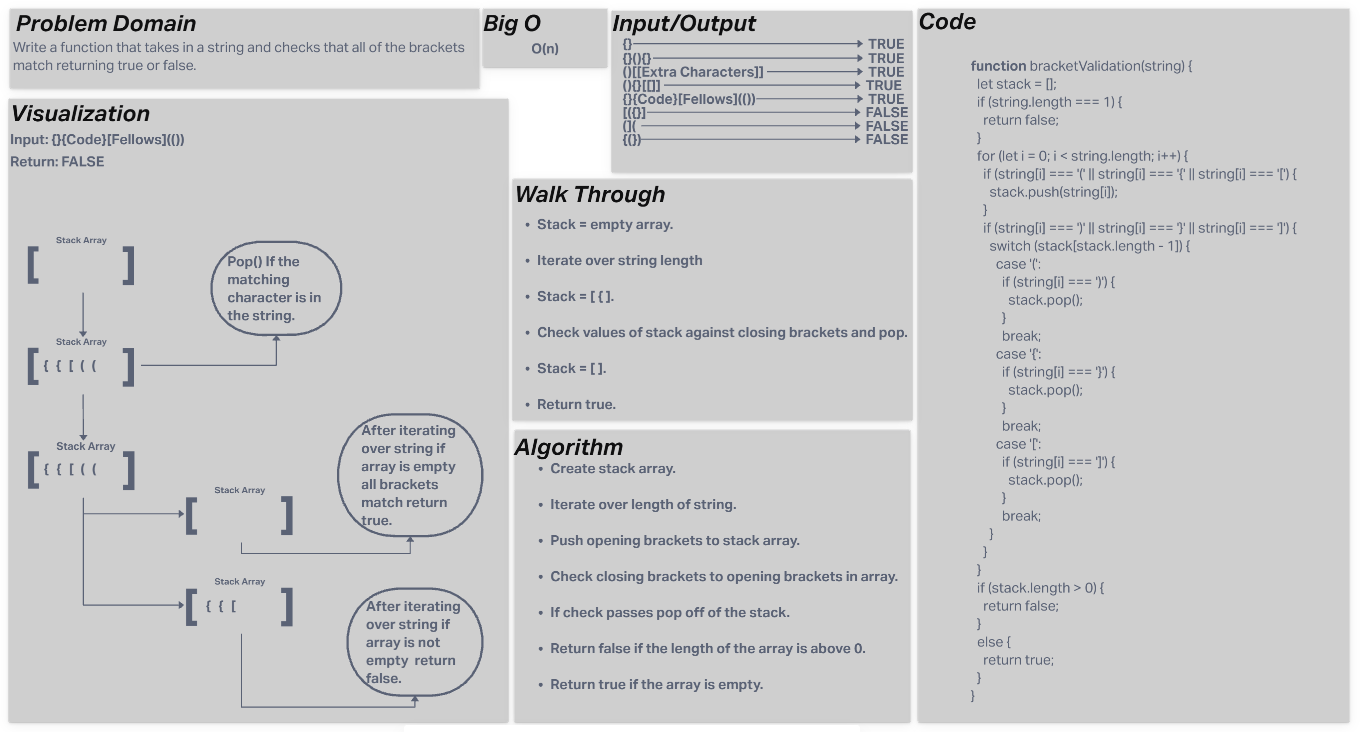 Problem Domain
Write a function that takes in a string and checks that all of the brackets
match returning true or false.
Big O
O(n)
Input/Output
{} TRUE
{}(){} TRUE
()[[Extra Characters]] TRUE
(){}[[]] TRUE
{}{Code}[Fellows](()) TRUE
[({}] FALSE
(]( FALSE
{(}) FALSE
Visualization
Input: {}{Code}[Fellows](()
Return: FALSE
Stack Array
[ ]
Pop() If the
matching
character is in
the string.
Stack Array
[ { { [ ( ( ]
Stack Array
[ { { [ ( ( ]
After iterating
over string if
array is empty
all brackets
match return
true.
Stack Array
[ ]
Stack Array
[ { { [ ]
After iterating
over string if
array is not
empty return
false.
Walk Through
• Stack = empty array.
• Iterate over string length
• Stack = [ { ].
• Check values of stack against closing brackets and pop.
• Stack = [ ].
• Return true.
Algorithm
• Create stack array.
• Iterate over length of string.
• Push opening brackets to stack array.
• Check closing brackets to opening brackets in array.
• If check passes pop off of the stack.
• Return false if the length of the array is above 0.
• Return true if the array is empty.
Code
function bracketValidation(string) {
let stack = [];
if (string.length === 1) {
return false;
}
for (let i = 0; i < string.length; i++) {
if (string[i] === '(' || string[i] === '{' || string[i] === '[') {
stack.push(string[i]);
}
if (string[i] === ')' || string[i] === '}' || string[i] === ']') {
switch (stack[stack.length - 1]) {
case '(':
if (string[i] === ')') {
stack.pop();
}
break;
case '{':
if (string[i] === '}') {
stack.pop();
}
break;
case '[':
if (string[i] === ']') {
stack.pop();
}
break;
}
}
}
if (stack.length > 0) {
return false;
}
else {
return true;
}
}